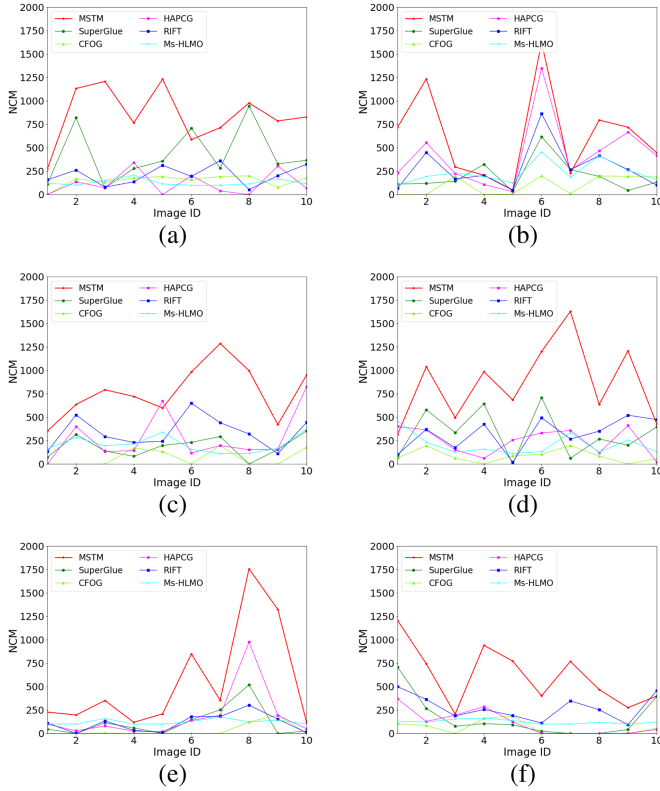 2000
1750
1500
1250
1000
750
500
250
0
NCM
MSTM
SuperGlue
CFOG
HAPCG
RIFT
Ms-HLMO
2 4 6 8 10
Image ID
(a)
2000
1750
1500
1250
1000
750
500
250
0
NCM
MSTM
SuperGlue
CFOG
HAPCG
RIFT
Ms-HLMO
2 4 6 8 10
Image ID
(b)
2000
1750
1500
1250
1000
750
500
250
0
NCM
MSTM
SuperGlue
CFOG
HAPCG
RIFT
Ms-HLMO
2 4 6 8 10
Image ID
(c)
2000
1750
1500
1250
1000
750
500
250
0
NCM
MSTM
SuperGlue
CFOG
HAPCG
RIFT
Ms-HLMO
2 4 6 8 10
Image ID
(d)
2000
1750
1500
1250
1000
750
500
250
0
NCM
MSTM
SuperGlue
CFOG
HAPCG
RIFT
Ms-HLMO
2 4 6 8 10
Image ID
(e)
2000
1750
1500
1250
1000
750
500
250
0
NCM
MSTM
SuperGlue
CFOG
HAPCG
RIFT
Ms-HLMO
2 4 6 8 10
Image ID
(f)